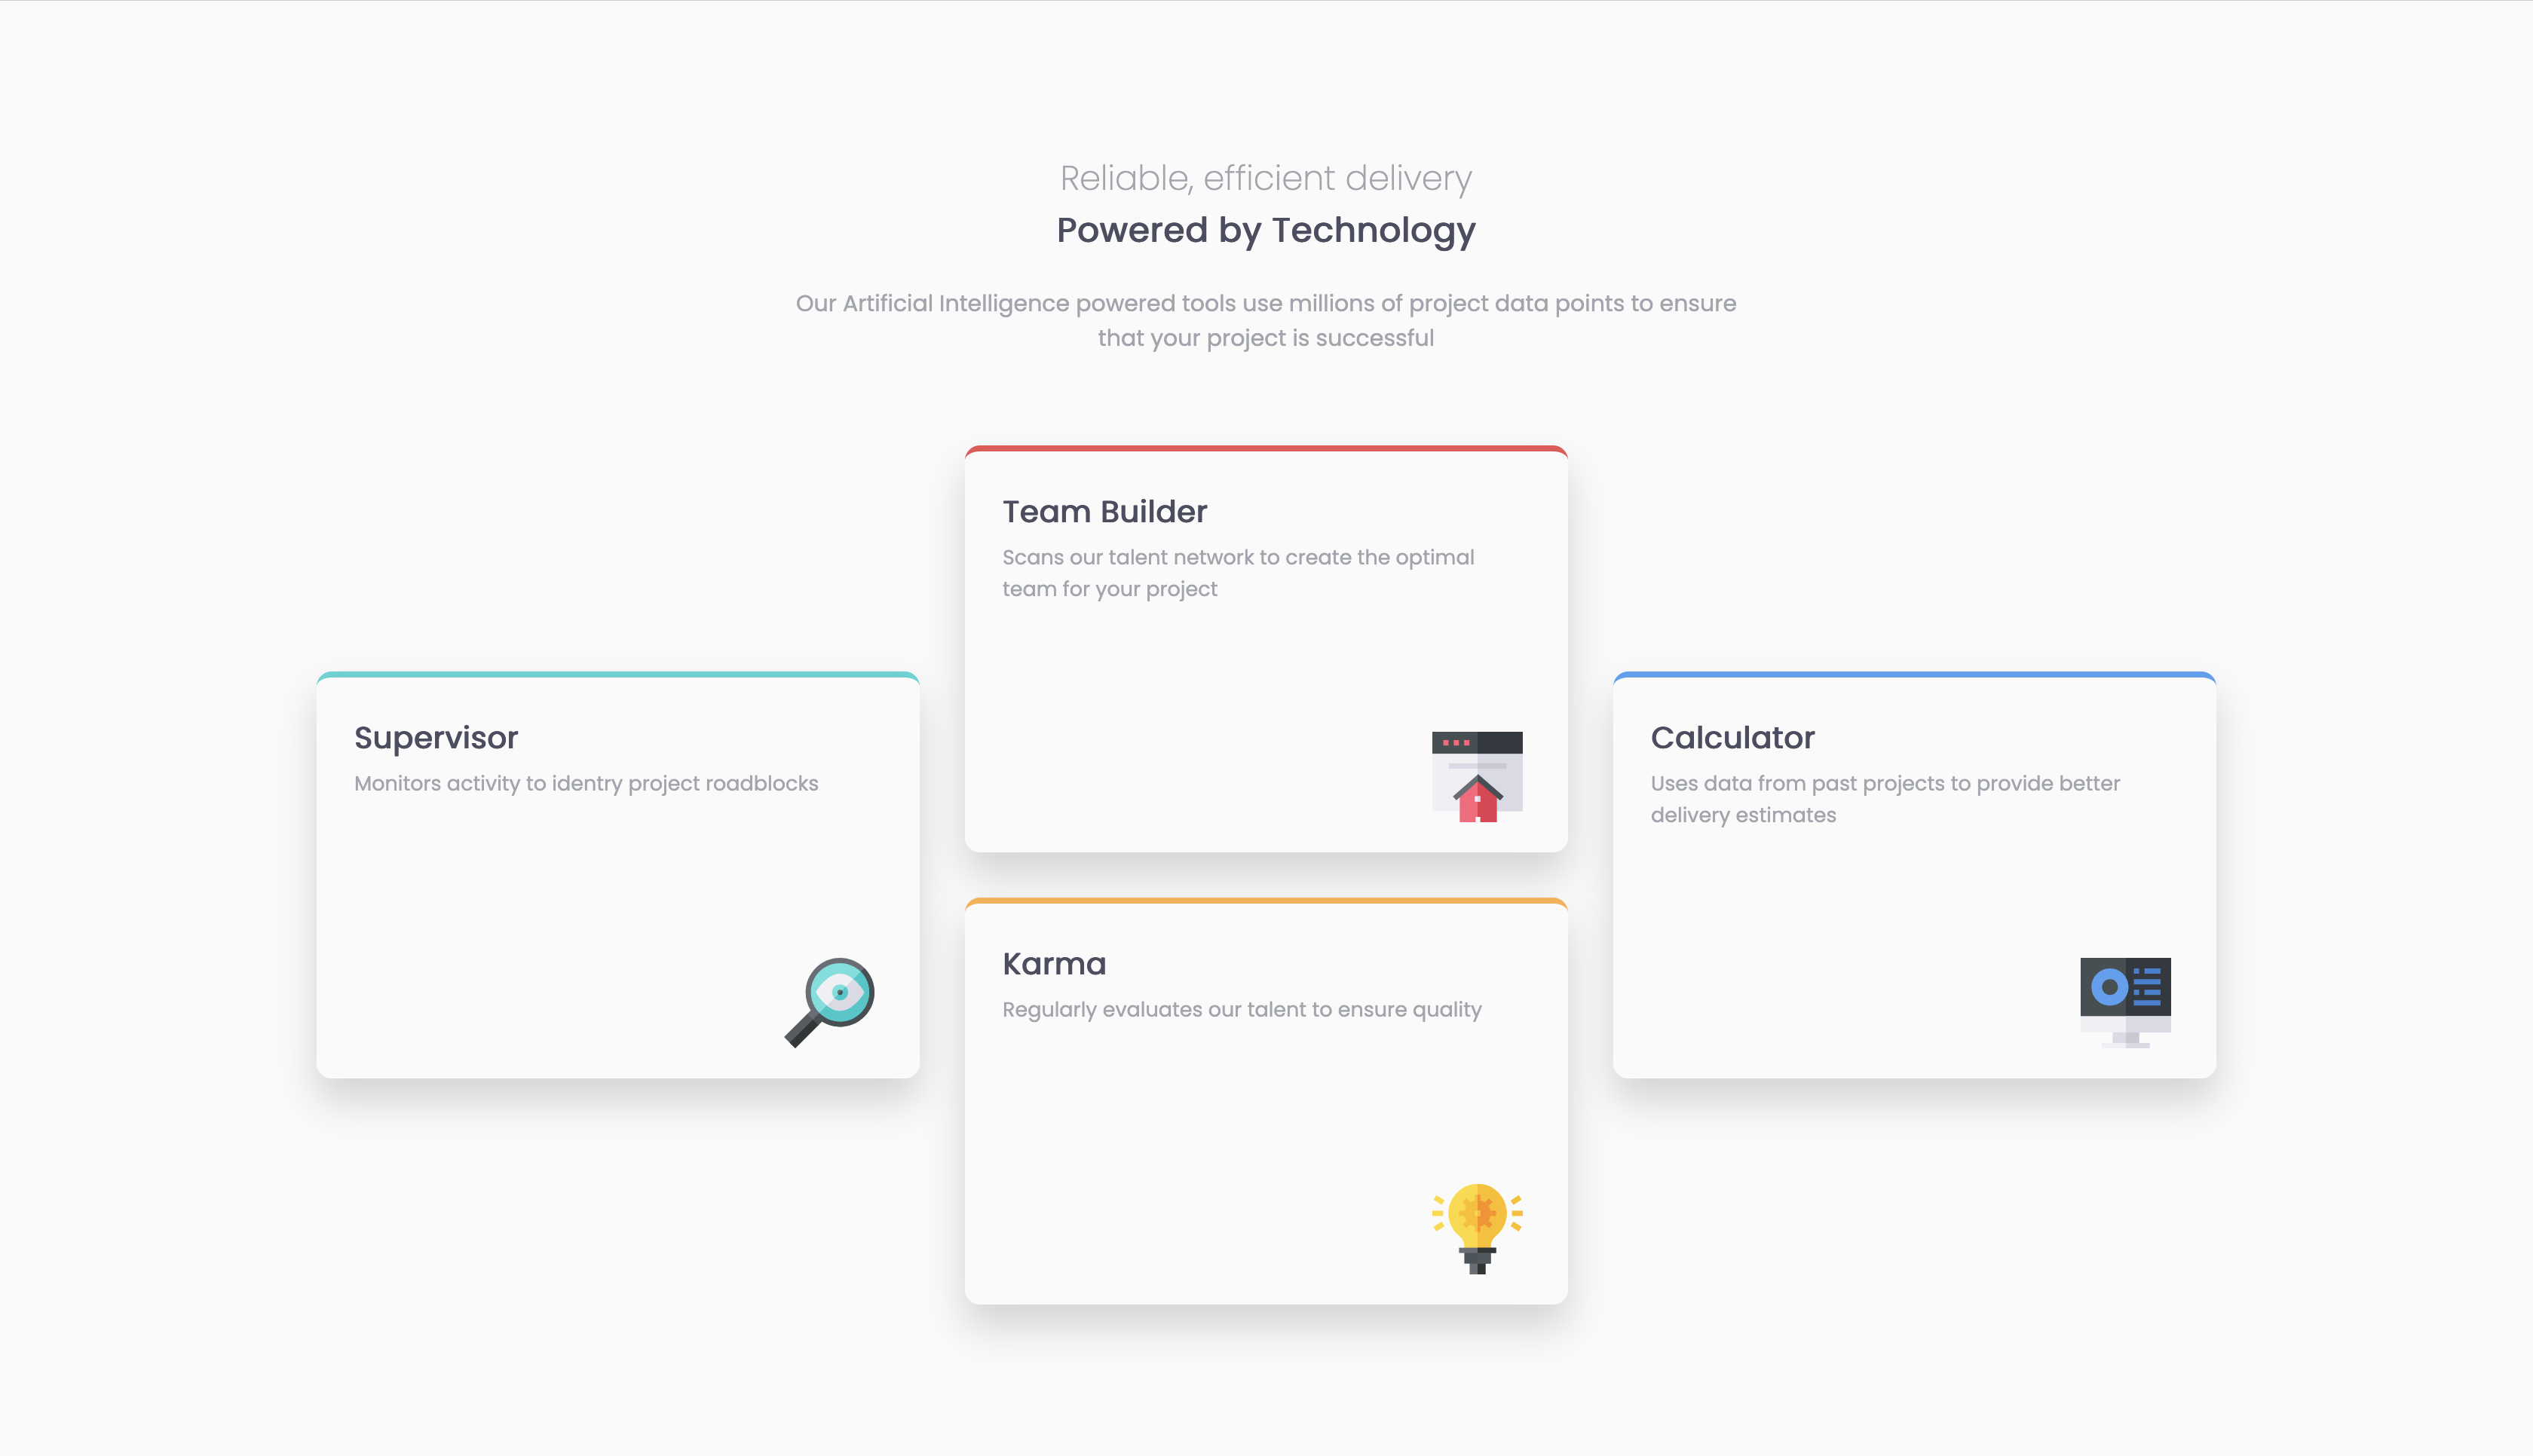 Reliable, efficient delivery
Powered by Technology
Our Artificial Intelligence powered tools use millions of project data points to ensure
that your project is successful
Team Builder
Scans our talent network to create the optimal
team for your project
Supervisor
Monitors activity to identry project roadblocks
Calculator
Uses data from past projects to provide better
delivery estimates
Karma
Regularly evaluates our talent to ensure quality